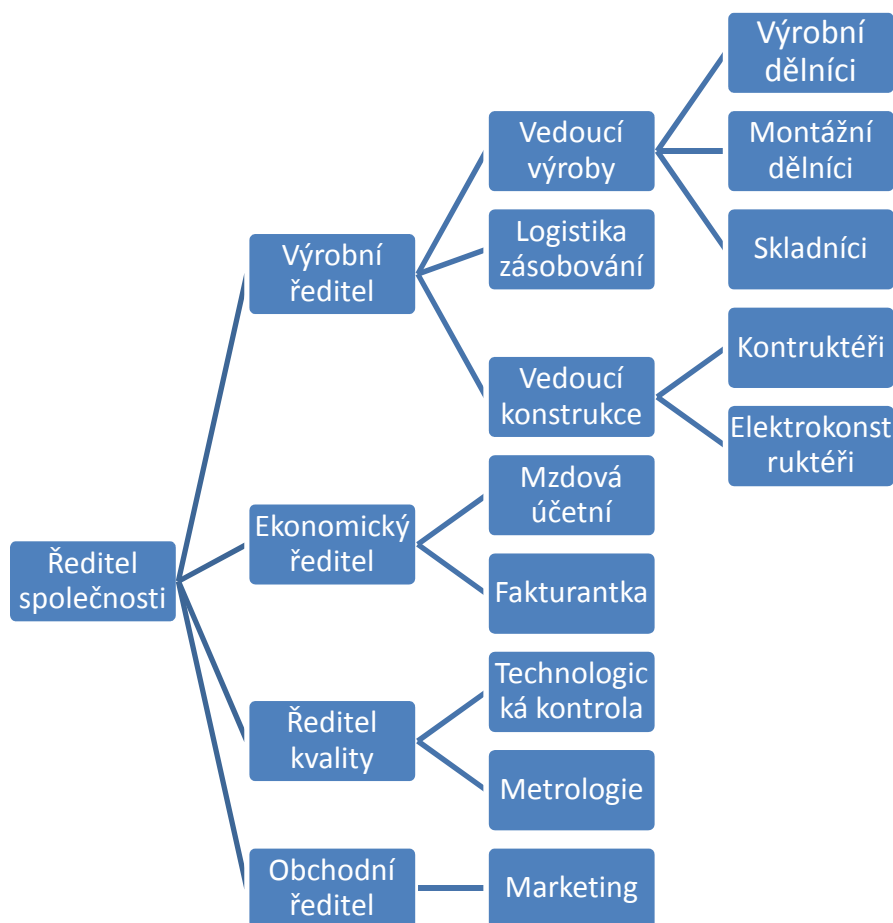 Ředitel
společnosti
Výrobní
ředitel
Vedoucí
výroby
Výrobní
dělníci
Montážní
dělníci
Skladníci
Logistika
zásobování
Vedoucí
konstrukce
Kontruktéři
Elektrokonst
ruktéři
Ekonomický
ředitel
Mzdová
účetní
Fakturantka
Ředitel
kvality
Technologic
ká kontrola
Metrologie
Obchodní
ředitel
Marketing